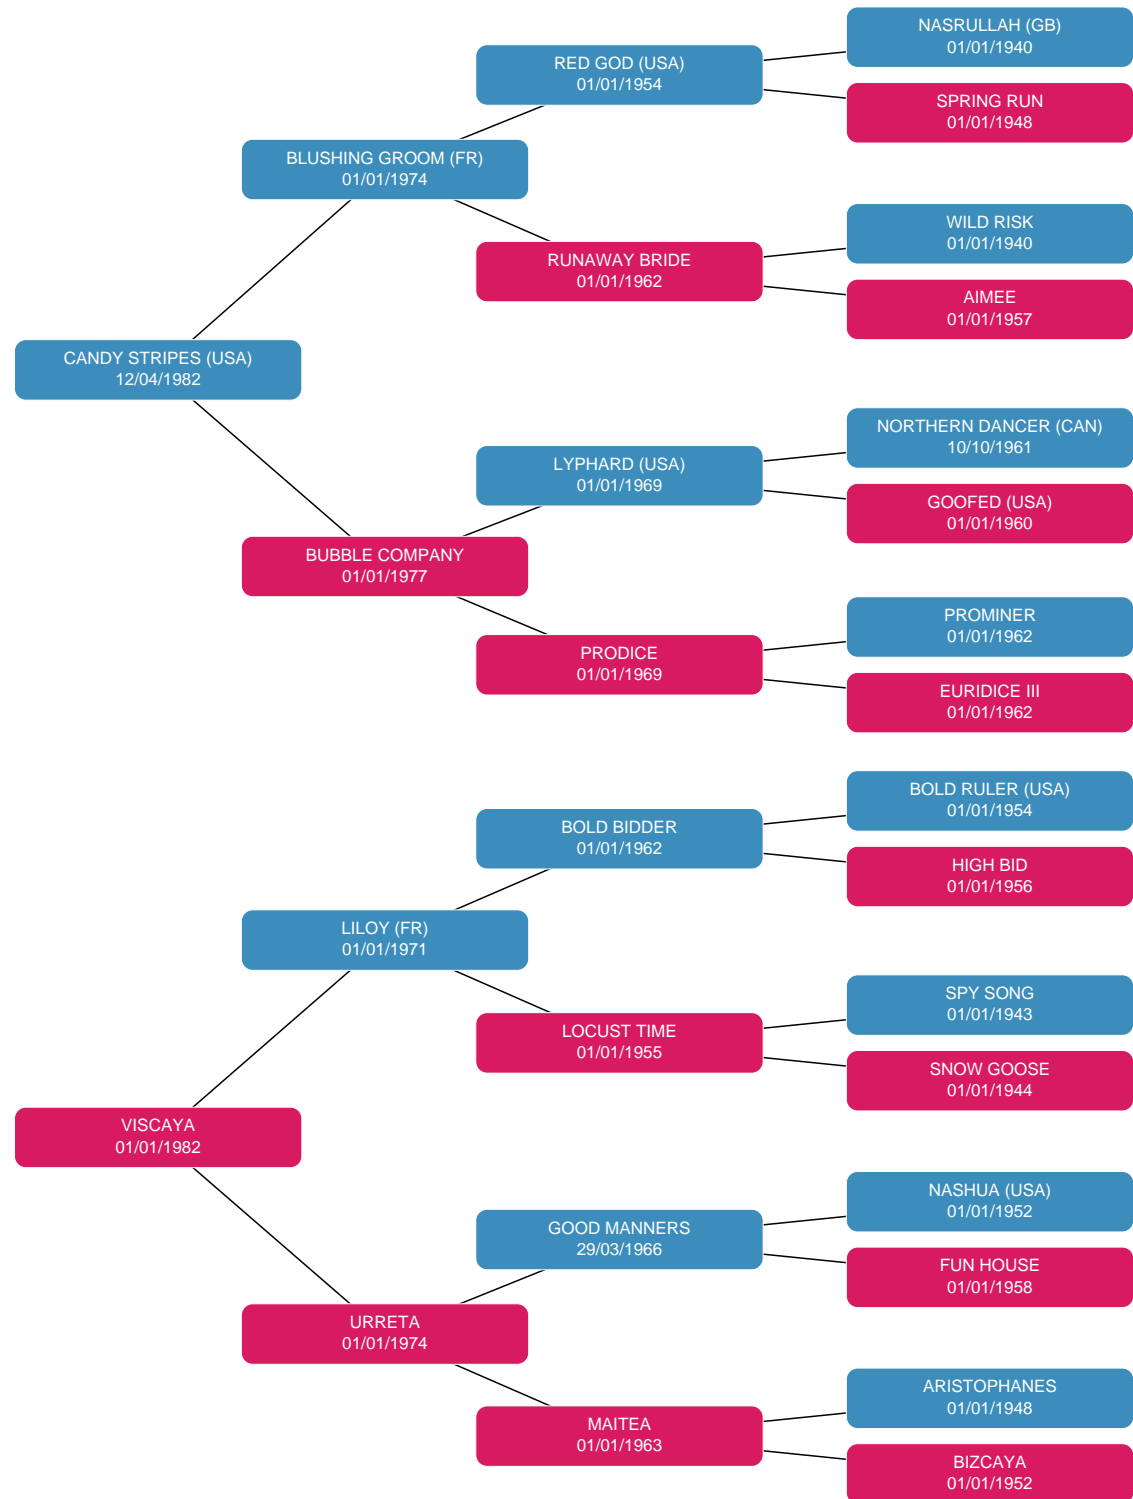 NASRULLAH (GB)
01/01/1940
RED GOD (USA)
01/01/1954
SPRING RUN
01/01/1948
BLUSHING GROOM (FR)
01/01/1974
WILD RISK
01/01/1940
RUNAWAY BRIDE
01/01/1962
AIMEE
01/01/1957
CANDY STRIPES (USA)
12/04/1982
NORTHERN DANCER (CAN)
10/10/1961
LYPHARD (USA)
01/01/1969
GOOFED (USA)
01/01/1960
BUBBLE COMPANY
01/01/1977
PROMINER
01/01/1962
PRODICE
01/01/1969
EURIDICE III
01/01/1962
BOLD RULER (USA)
01/01/1954
BOLD BIDDER
01/01/1962
HIGH BID
01/01/1956
LILOY (FR)
01/01/1971
SPY SONG
01/01/1943
LOCUST TIME
01/01/1955
SNOW GOOSE
01/01/1944
VISCAYA
01/01/1982
NASHUA (USA)
01/01/1952
GOOD MANNERS
29/03/1966
FUN HOUSE
01/01/1958
URRETA
01/01/1974
ARISTOPHANES
01/01/1948
MAITEA
01/01/1963
BIZCAYA
01/01/1952